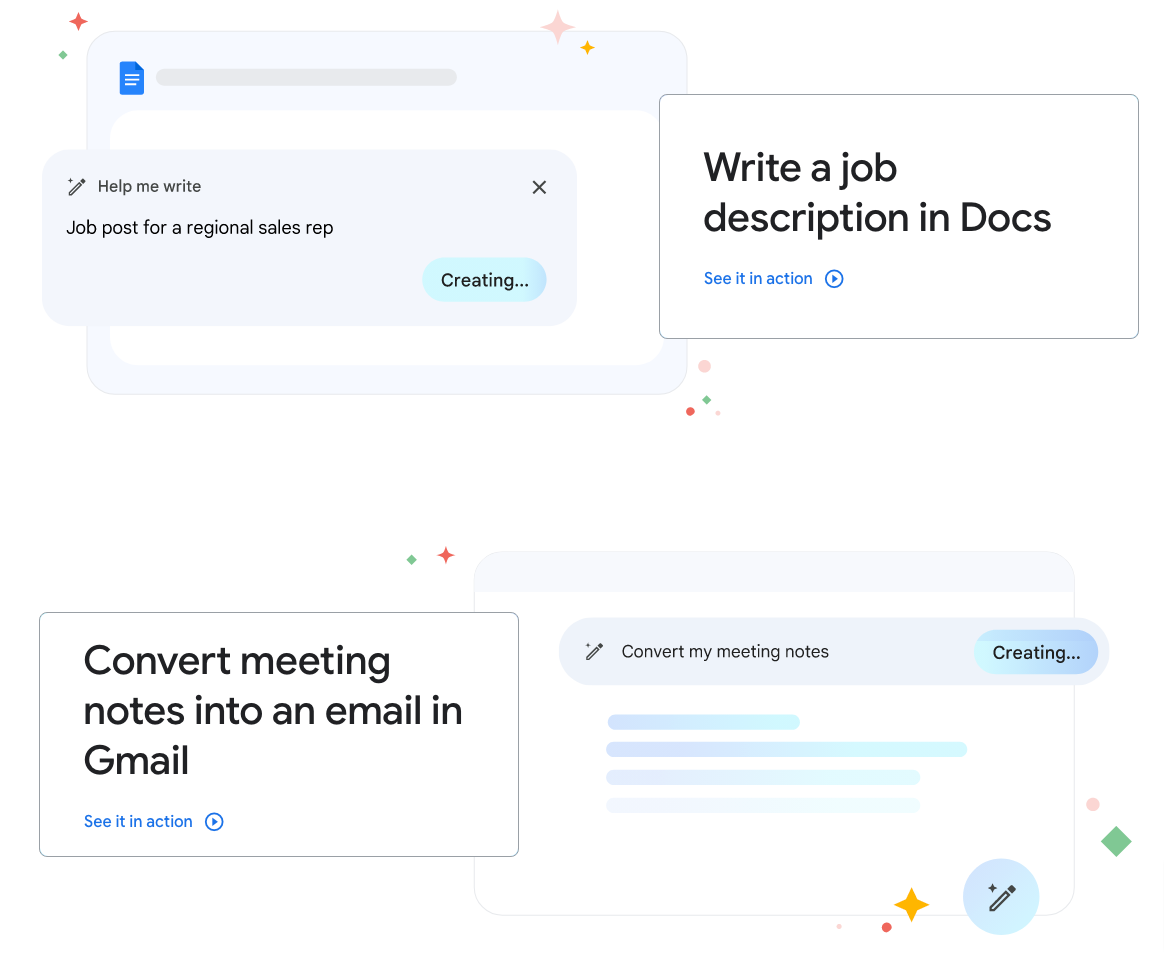 Help me write
Job post for a regional sales rep
Creating...
Write a job
description in Docs
See it in action
Convert meeting
notes into an email in
Gmail
See it in action
Convert my meeting notes
Creating...